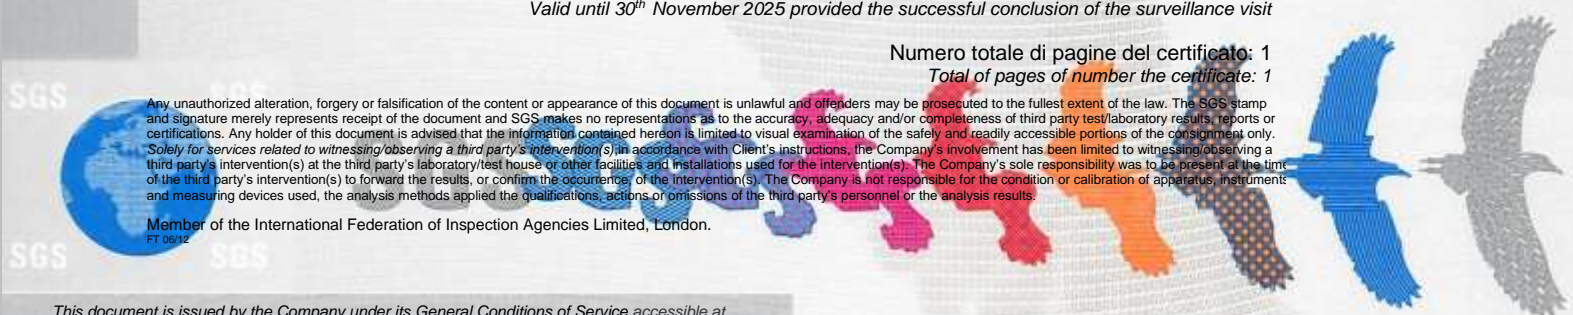 Valid until 30th November 2025 provided the successful conclusion of the surveillance visit
Numero totale di pagine del certificato: 1
Total of pages of number the certificate: 1
SGS
SGS
Any unauthorized alteration, forgery or falsification of the content or appearance of this document is unlawful and offenders may be prosecuted to the fullest extent of the law. The SGS stamp
and signature merely represents receipt of the document and SGS makes no representations as to the accuracy, adequacy and/or completeness of third party test/laboratory results, reports or
certifications. Any holder of this document is advised that the information contained hereon is limited to visual examination of the safely and readily accessible portions of the consignment only.
Solely for services related to witnessing/observing a third party's intervention(s),in accordance with Client's instructions, the Company's involvement has been limited to witnessing/observing a
third party's intervention(s) at the third party's laboratory/test house or other facilities and installations used for the intervention(s). The Company's sole responsibility was to be present at the time
of the third party's intervention(s) to forward the results, or confirm the occurrence, of the intervention(s). The Company is not responsible for the condition or calibration of apparatus, instruments
and measuring devices used, the analysis methods applied the qualifications, actions or omissions of the third party's personnel or the analysis results.
Member of the International Federation of Inspection Agencies Limited, London.
FT 06/12
SGS
SGS
This document is issued by the Company under its General Conditions of Service accessible at